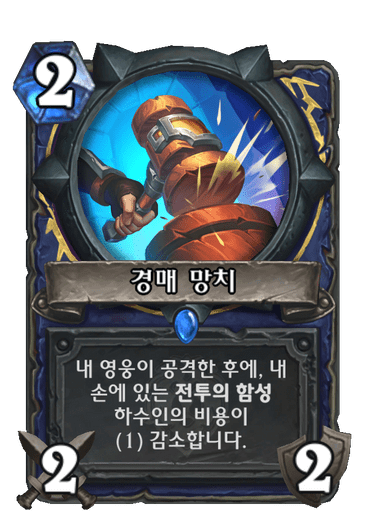 2
경매 망치
내 영웅이 공격한 후에, 내
손에 있는 전투의 함성
하수인의 비용이
(1) 감소합니다.
2
2